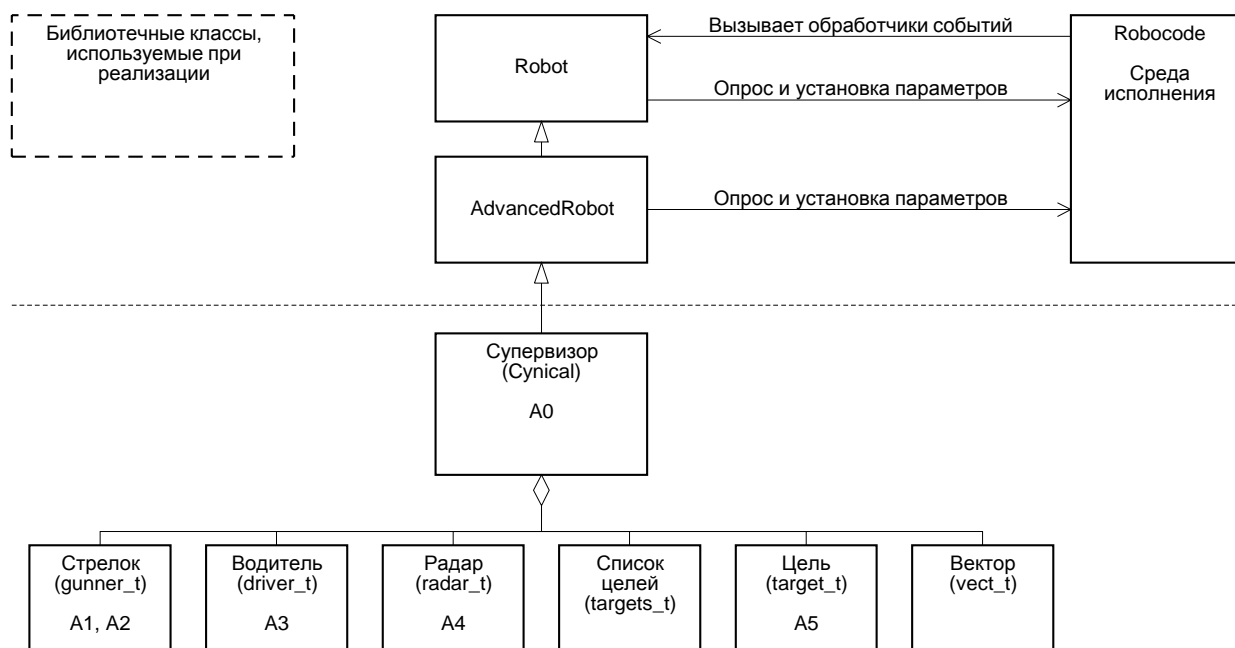 Библиотечные классы,
используемые при
реализации
Robot
Вызывает обработчики событий
Опрос и установка параметров
Robocode
Среда
исполнения
AdvancedRobot
Опрос и установка параметров
Супервизор
(Cynical)
A0
Стрелок
(gunner_t)
A1, A2
Водитель
(driver_t)
A3
Радар
(radar_t)
A4
Список
целей
(targets_t)
Цель
(target_t)
A5
Вектор
(vect_t)